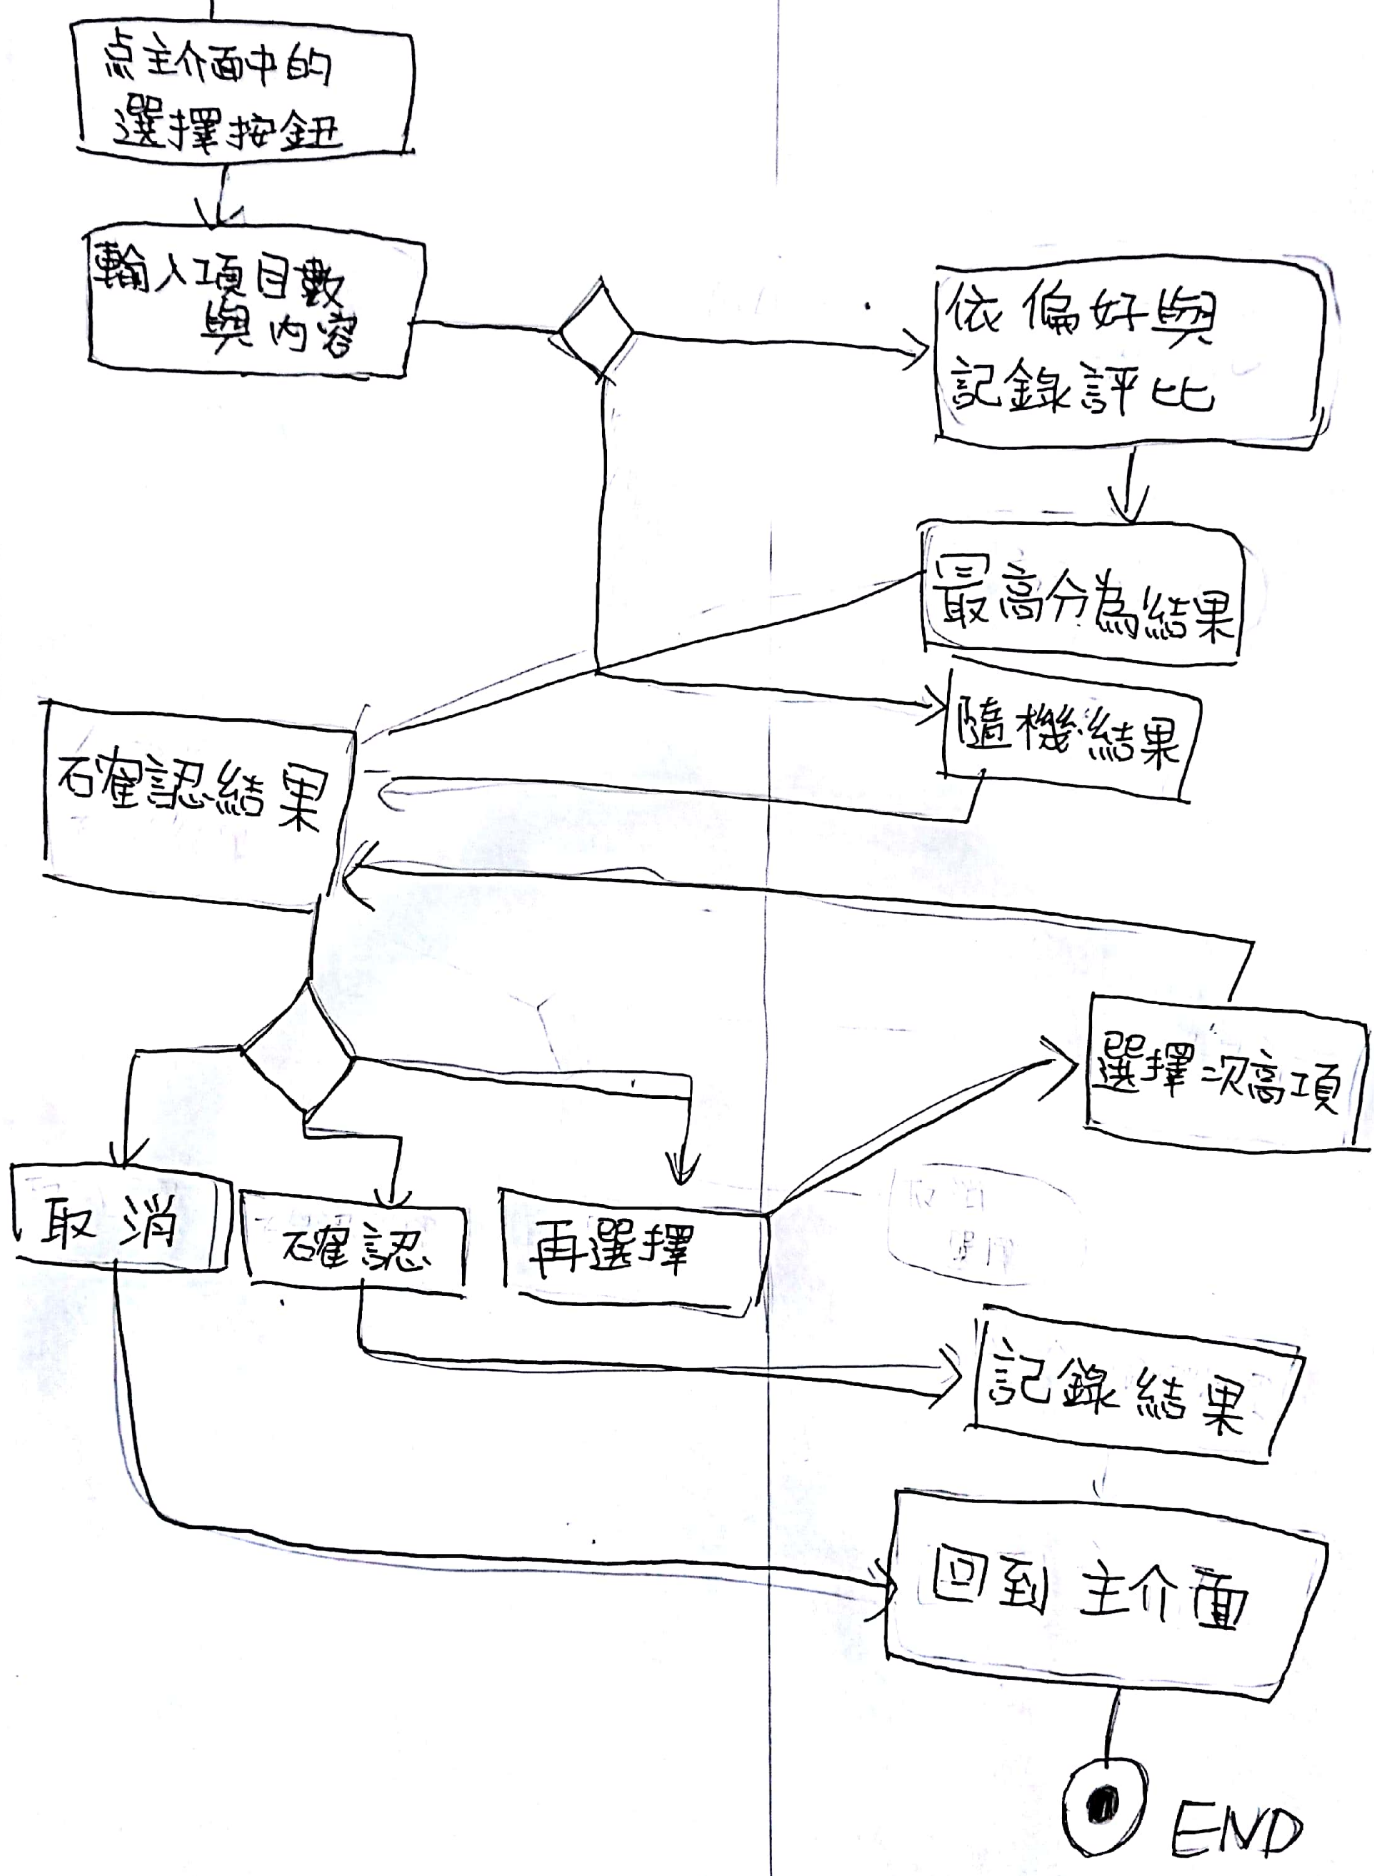 点主介面中的
選擇按鈕
輸入項目數
與內容
依偏好與
記錄評比
最高分為結果
隨機結果
確認結果
選擇次高項
取消
確認
再選擇
記錄結果
回到主介面
END